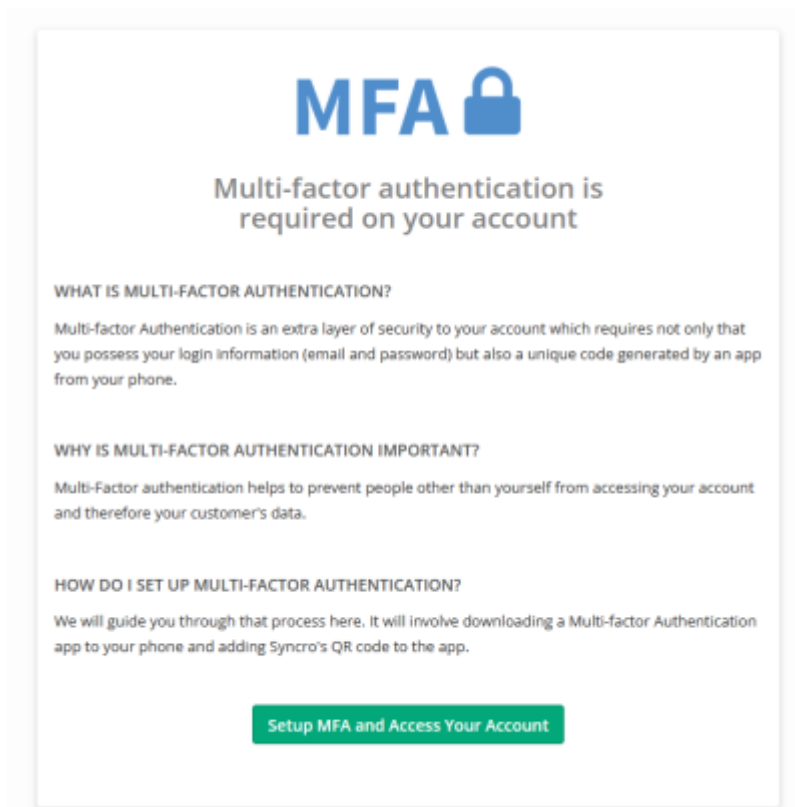 MFA
Multi-factor authentication is
required on your account
WHAT IS MULTI-FACTOR AUTHENTICATION?
Multi-factor Authentication is an extra layer of security to your account which requires not only that
you possess your login information (email and password) but also a unique code generated by an app
from your phone.
WHY IS MULTI-FACTOR AUTHENTICATION IMPORTANT?
Multi-Factor authentication helps to prevent people other than yourself from accessing your account
and therefore your customer's data.
HOW DO I SET UP MULTI-FACTOR AUTHENTICATION?
We will guide you through that process here. It will involve downloading a Multi-factor Authentication
app to your phone and adding Syncro's QR code to the app.
Setup MFA and Access Your Account